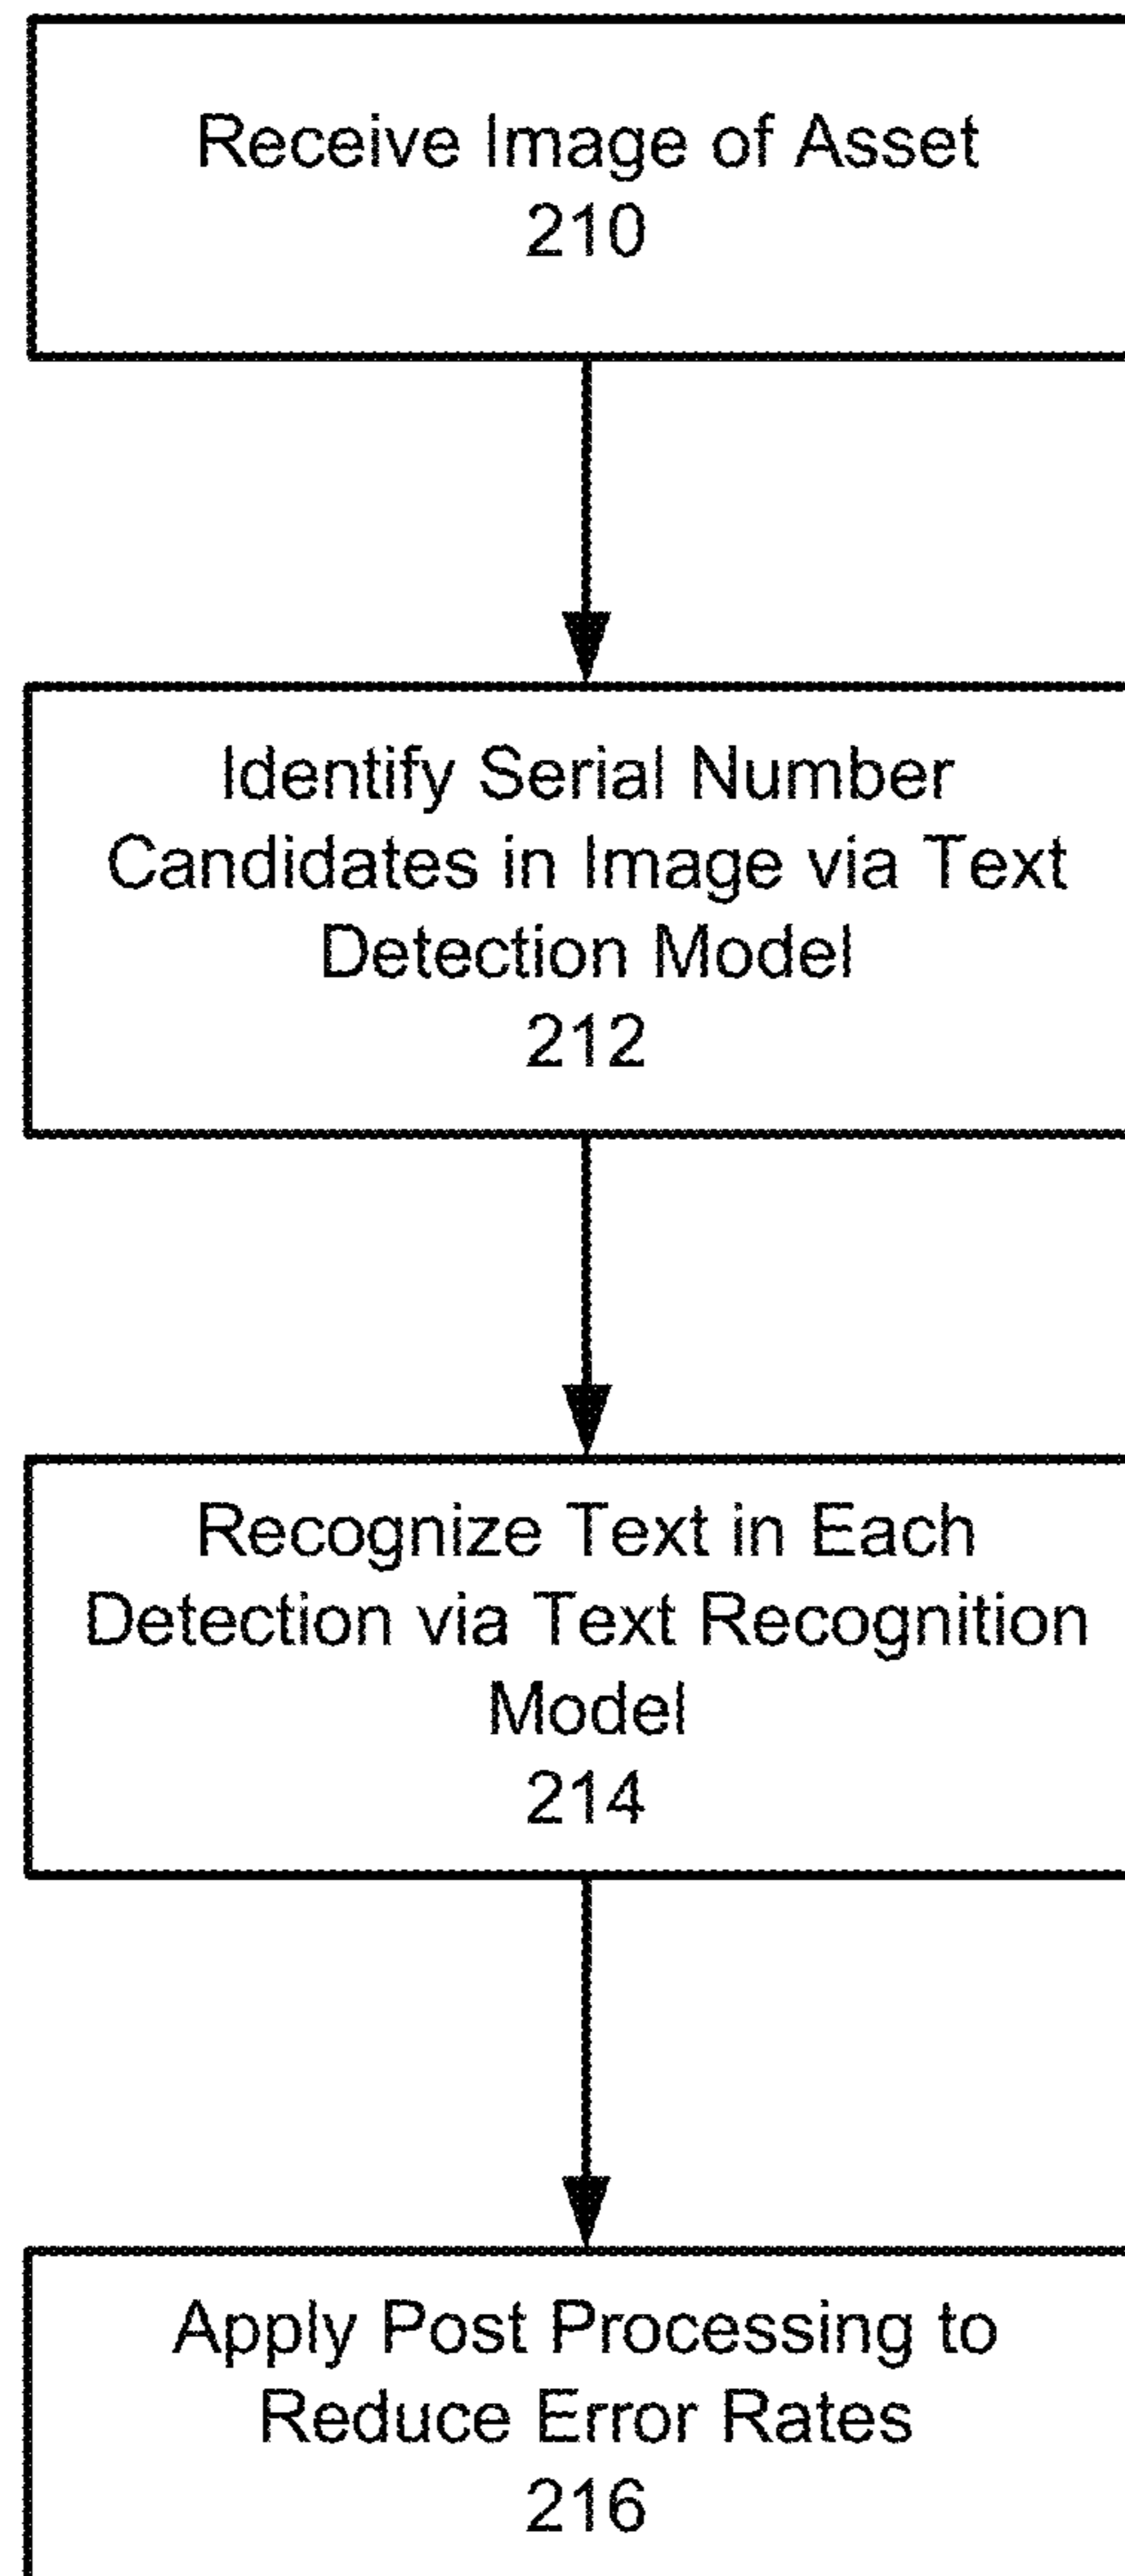 Receive Image of Asset
210
Identify Serial Number
Candidates in Image via Text
Detection Model
212
Recognize Text in Each
Detection via Text Recognition
Model
214
Apply Post Processing to
Reduce Error Rates
216